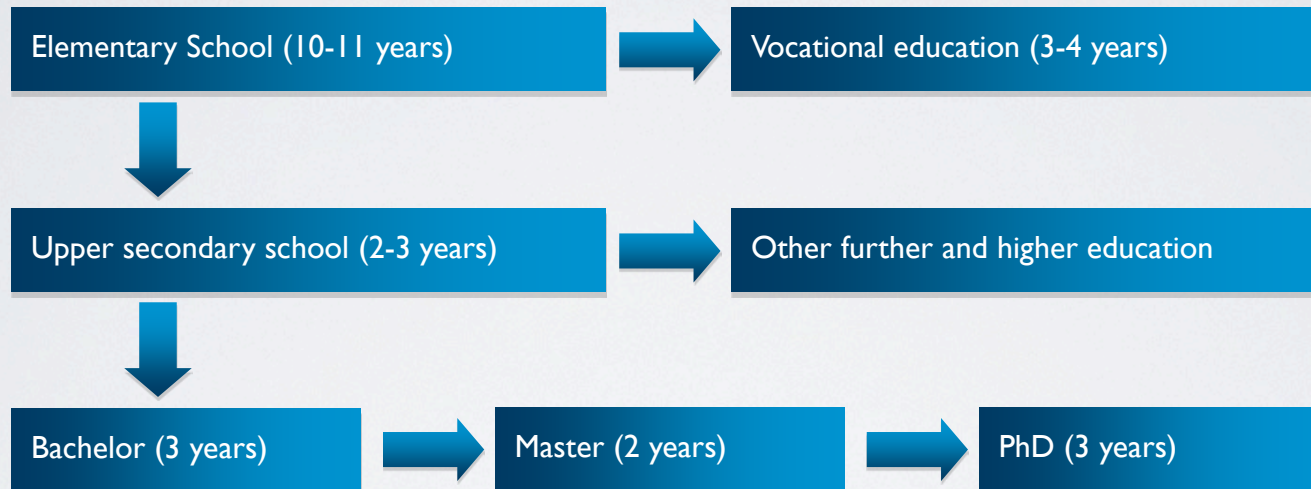 Elementary School (10-11 years)
Vocational education (3-4 years)
Upper secondary school (2-3 years)
Other further and higher education
Bachelor (3 years)
Master (2 years)
PhD (3 years)